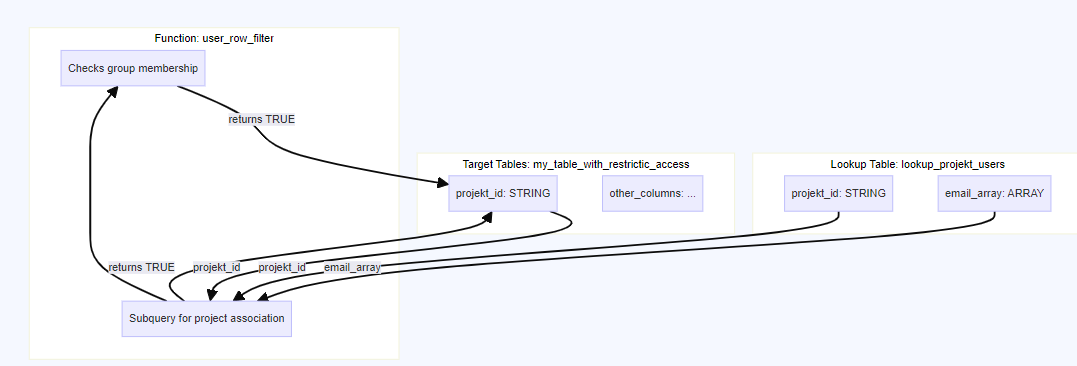 Function: user_row_filter
Checks group membership
returns TRUE
Target Tables: my_table_with_restrictic_access
Lookup Table: lookup_projekt_users
projekt_id: STRING
other_columns: ...
projekt_id: STRING
email_array: ARRAY
returns TRUE
projekt_id
projekt_id
email_array
Subquery for project association